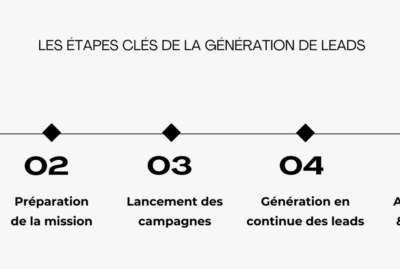 LES ÉTAPES CLÉS DE LA GÉNÉRATION DE LEADS
02
03
04
Préparation
de la mission
Lancement des
campagnes
Génération en
continue des leads
A
&